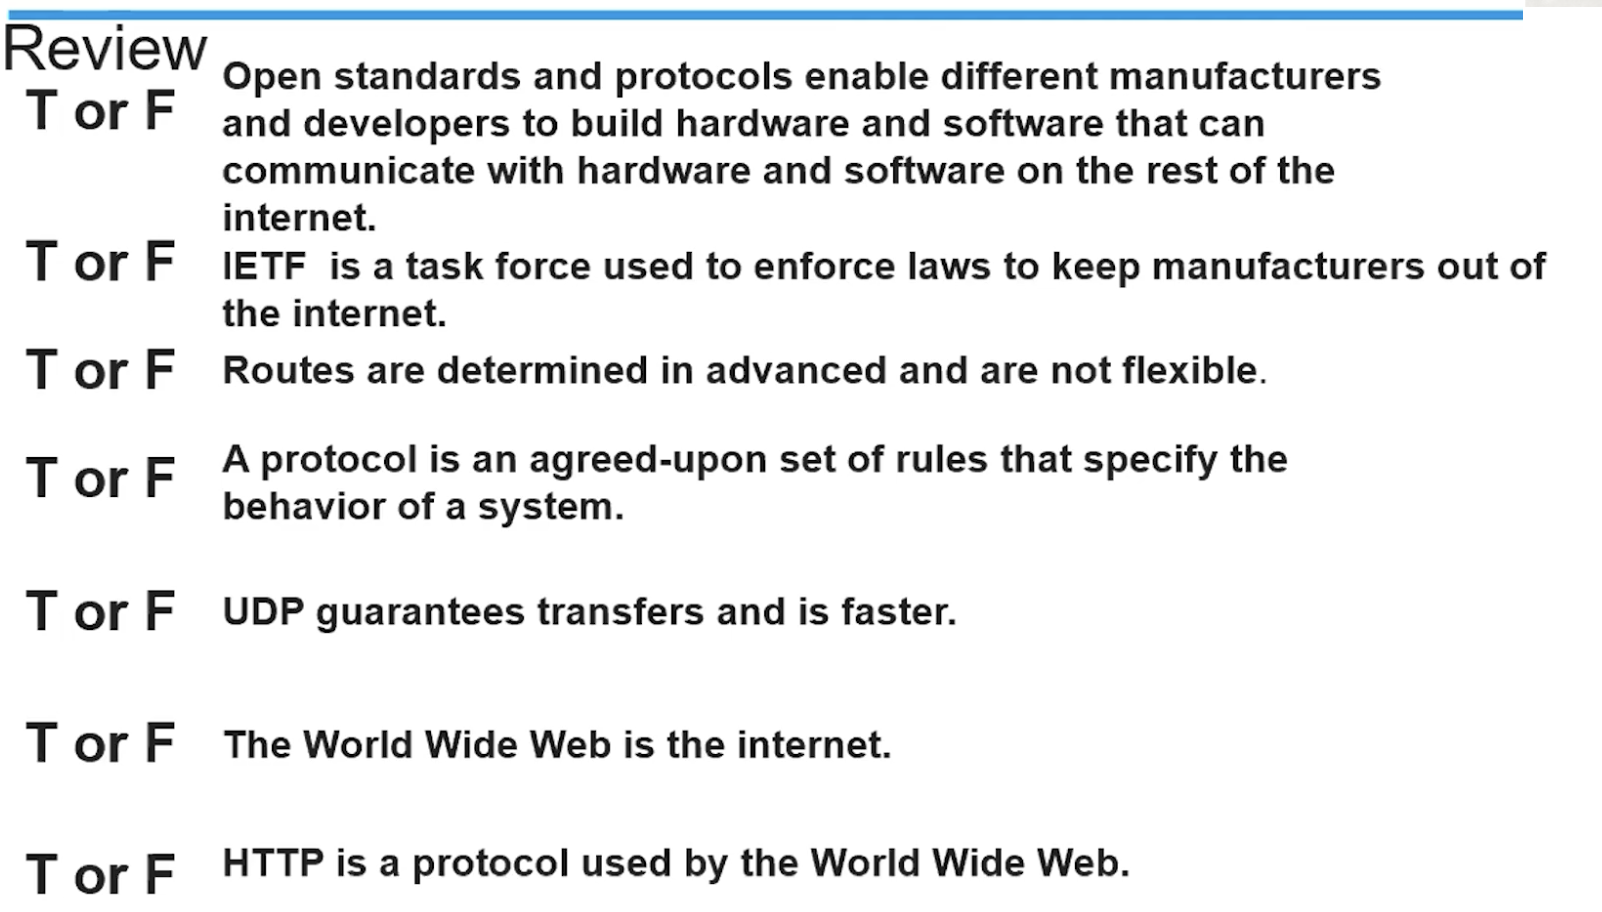 Review
T or F
Open standards and protocols enable different manufacturers
and developers to build hardware and software that can
communicate with hardware and software on the rest of the
internet.
T or F
IETF is a task force used to enforce laws to keep manufacturers out of
the internet.
T or F
Routes are determined in advanced and are not flexible.
T or F
A protocol is an agreed-upon set of rules that specify the
behavior of a system.
T or F
UDP guarantees transfers and is faster.
T or F
The World Wide Web is the internet.
T or F
HTTP is a protocol used by the World Wide Web.